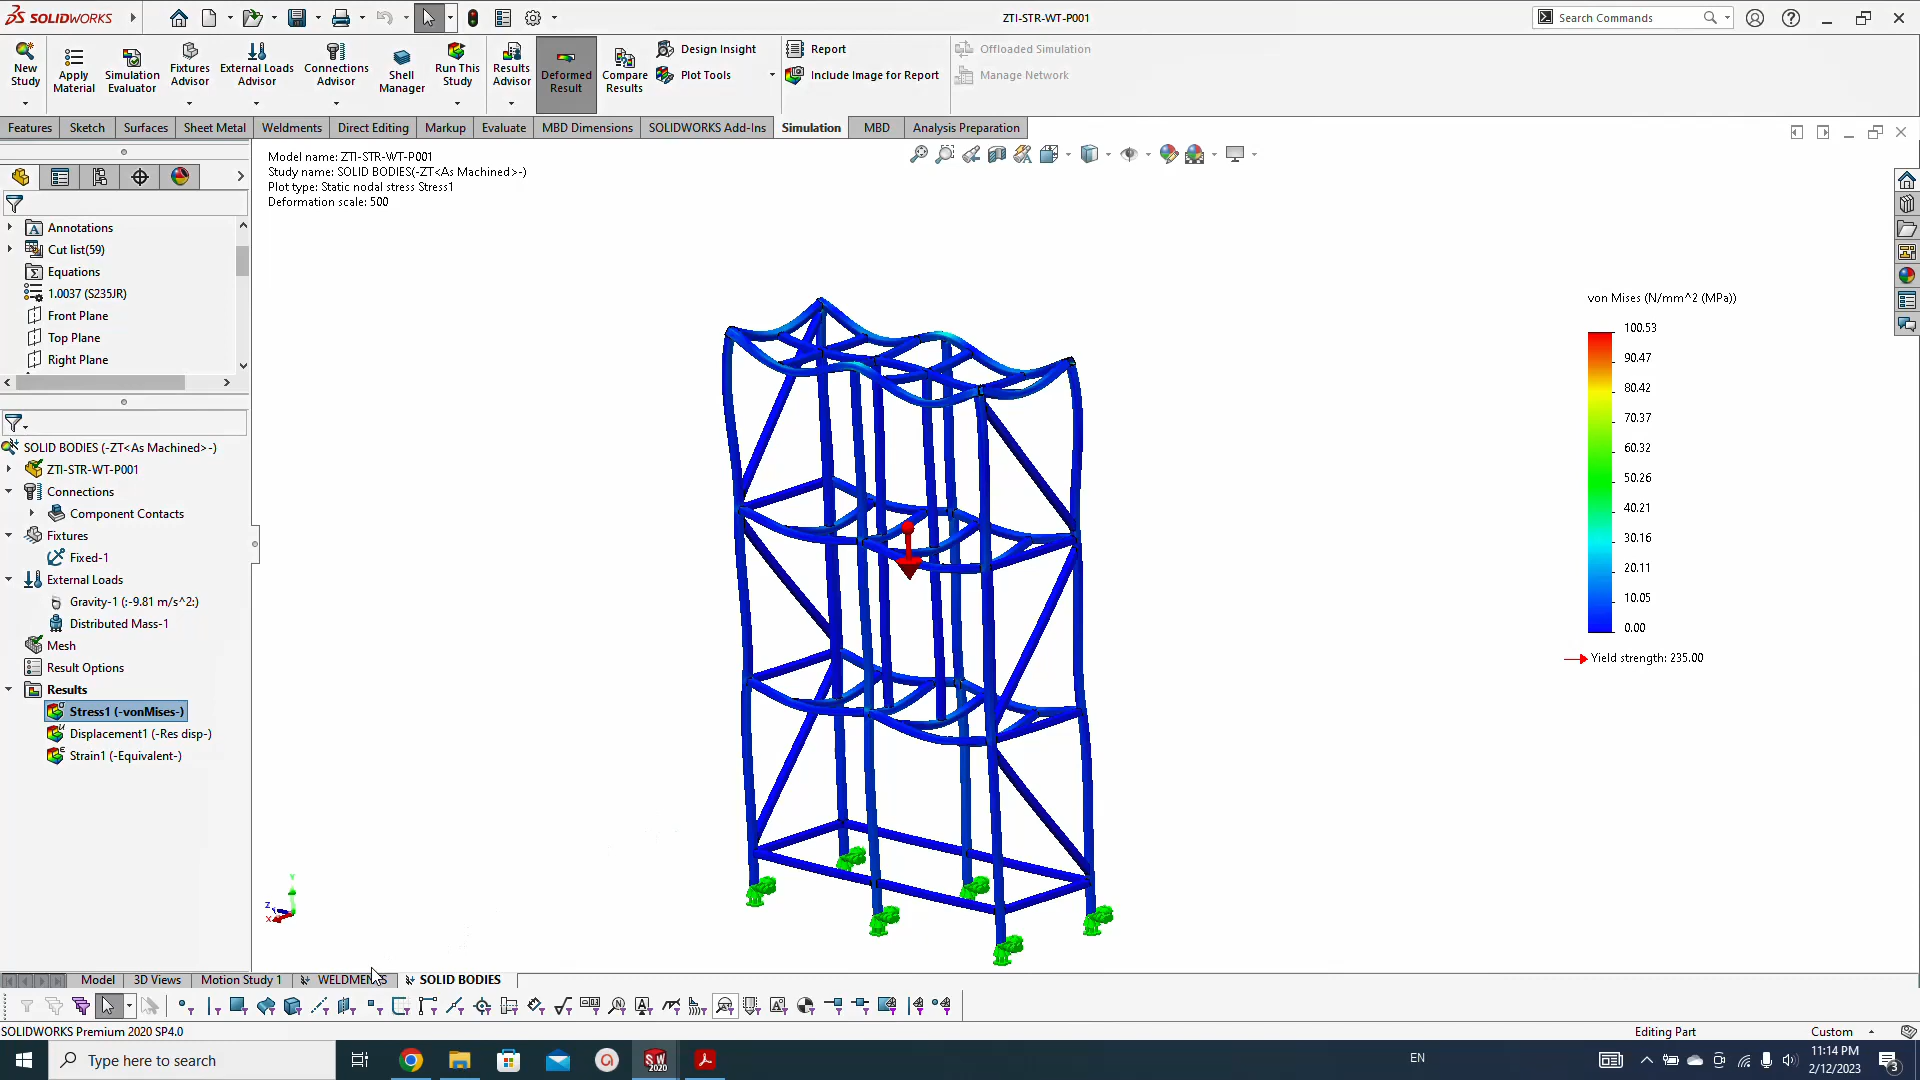 SOLIDWORKS
ZTI-STR-WT-P001
Search Commands
New Study
Apply Material
Simulation Evaluator
Fixtures Advisor
External Loads Advisor
Connections Advisor
Shell Manager
Run This Study
Results Advisor
Deformed Result
Compare Results
Design Insight
Plot Tools
Report
Include Image for Report
Offloaded Simulation
Manage Network
Features
Sketch
Surfaces
Sheet Metal
Weldments
Direct Editing
Markup
Evaluate
MBD Dimensions
SOLIDWORKS Add-Ins
Simulation
MBD
Analysis Preparation
Model name: ZTI-STR-WT-P001
Study name: SOLID BODIES(-ZT<As Machined>-)
Plot type: Static nodal stress Stress1
Deformation scale: 500
Annotations
Cut list(59)
Equations
1.0037 (S235JR)
Front Plane
Top Plane
Right Plane
SOLID BODIES (-ZT<As Machined>-)
ZTI-STR-WT-P001
Connections
Component Contacts
Fixtures
Fixed-1
External Loads
Gravity-1 (:-9.81 m/s^2:)
Distributed Mass-1
Mesh
Result Options
Results
Stress1 (-vonMises-)
Displacement1 (-Res disp-)
Strain1 (-Equivalent-)
von Mises (N/mm^2 (MPa))
100.53
90.47
80.42
70.37
60.32
50.26
40.21
30.16
20.11
10.05
0.00
Yield strength: 235.00
Y
Z
X
Model
3D Views
Motion Study 1
WELDMENTS
SOLID BODIES
SOLIDWORKS Premium 2020 SP4.0
Editing Part
Custom
Type here to search
SW 2020
EN
11:14 PM
2/12/2023
3